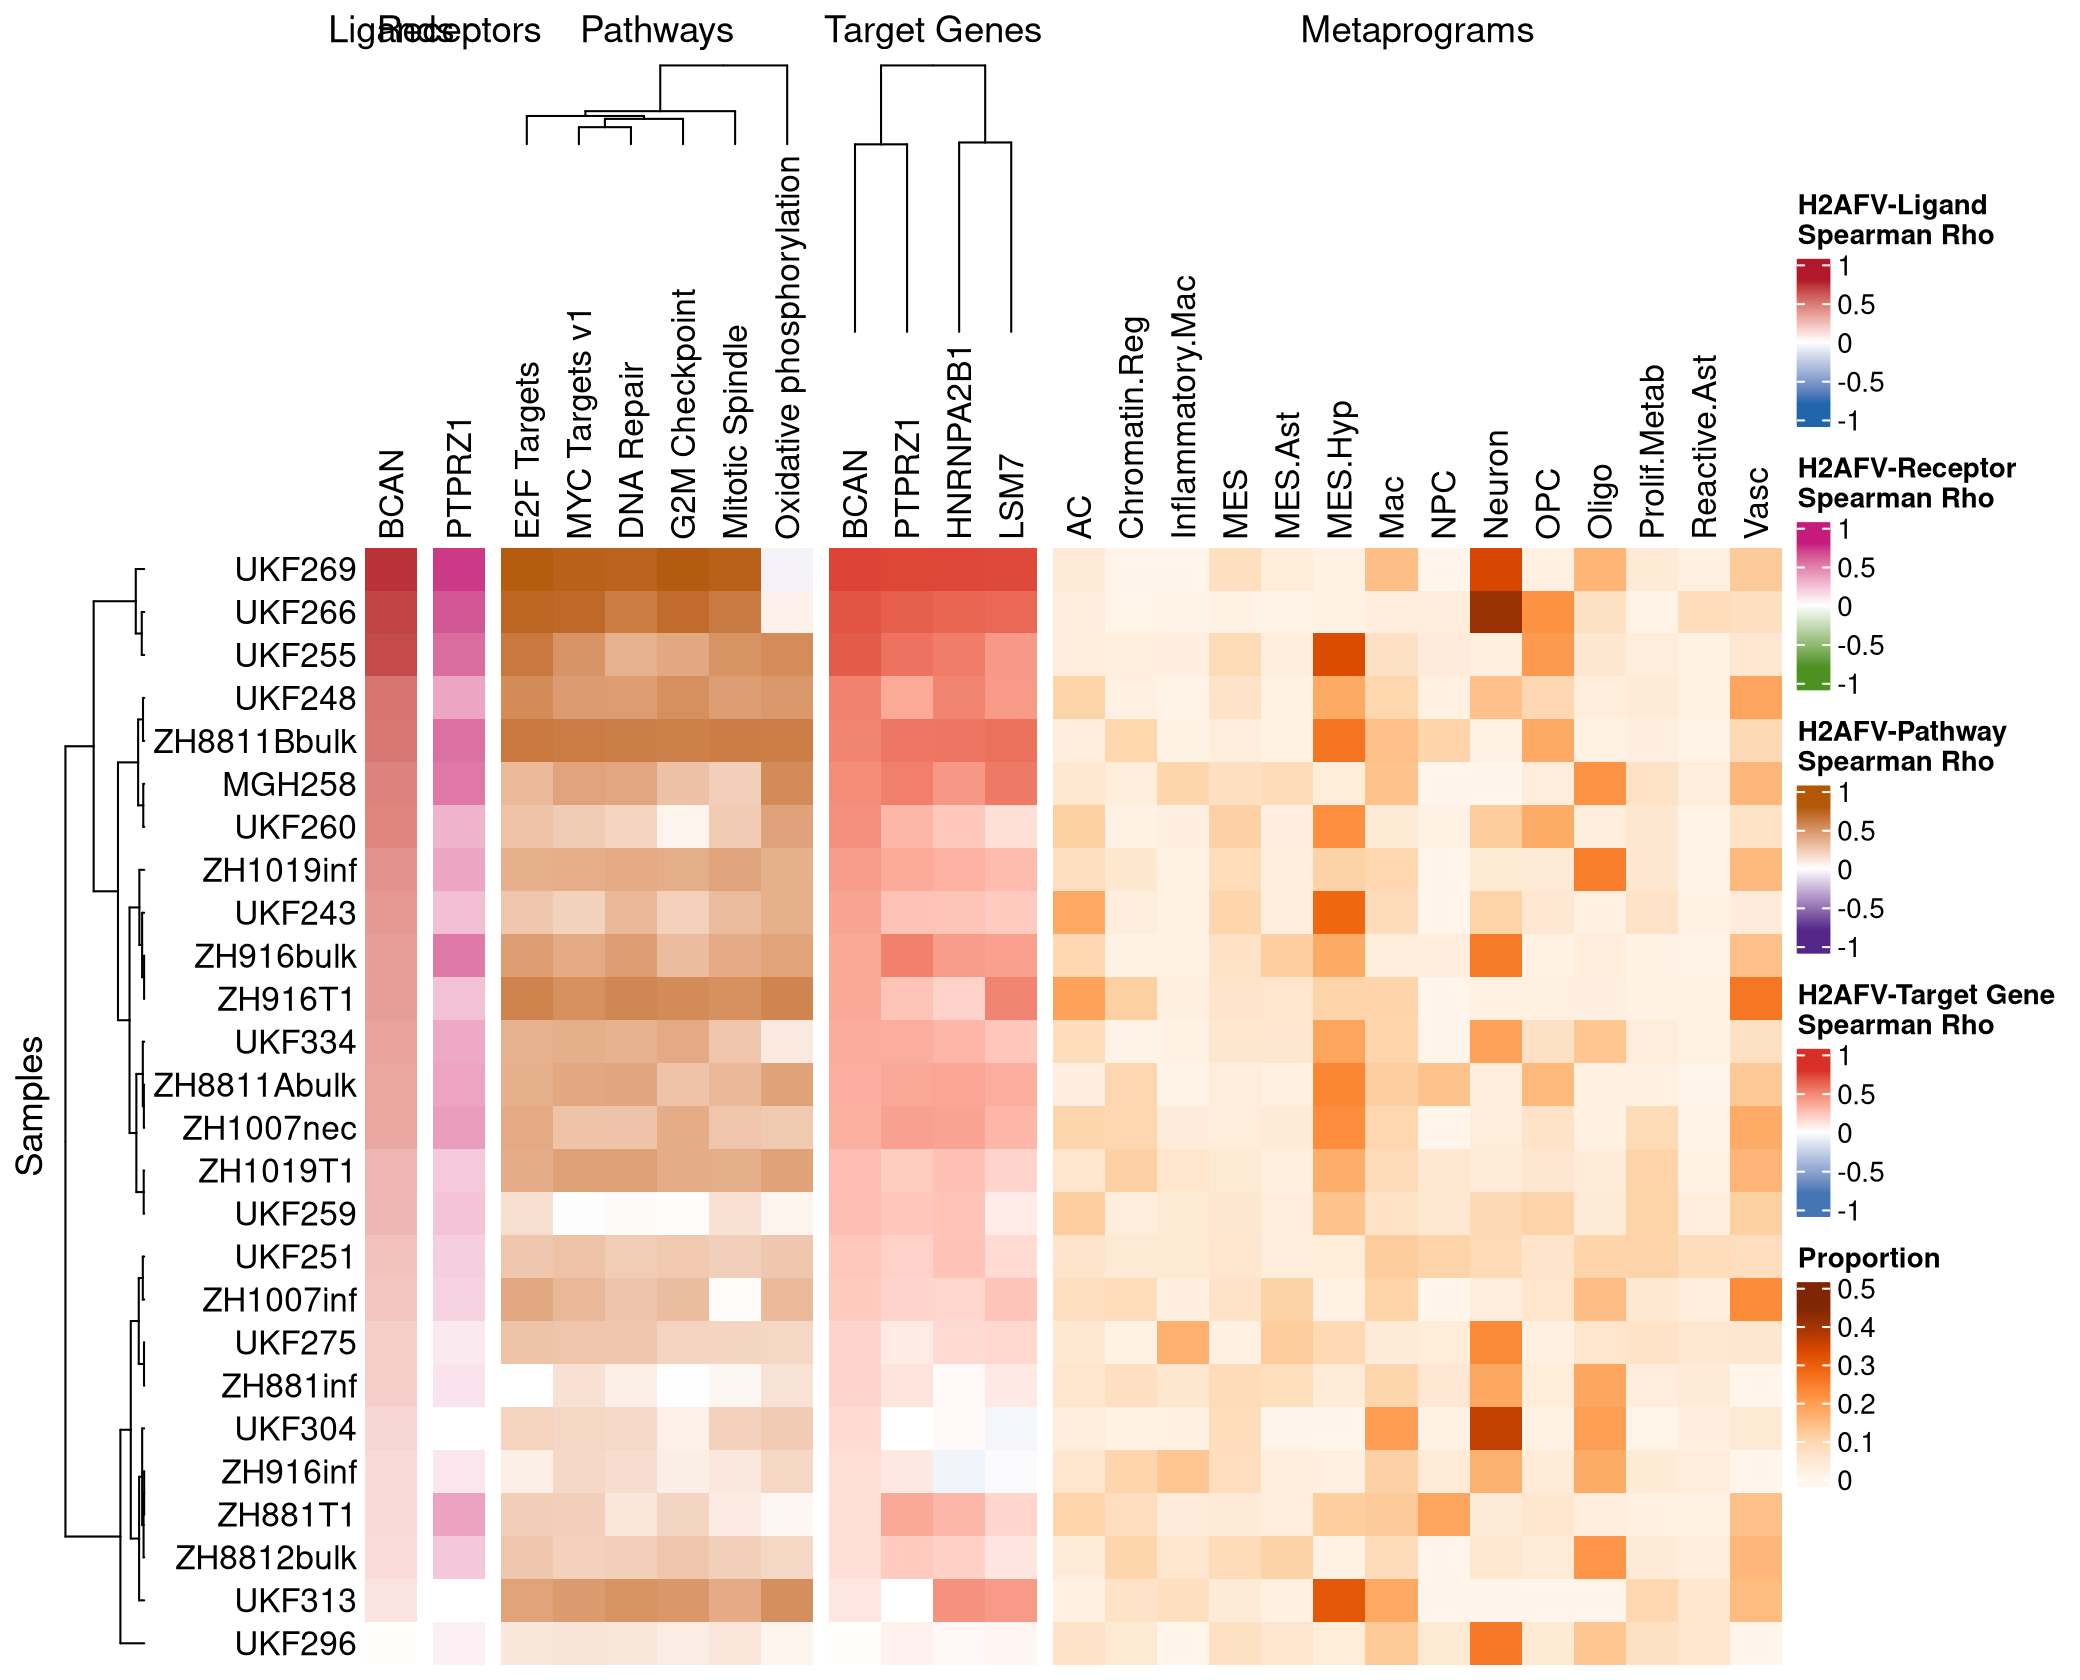 Ligands
Receptors
Pathways
Target Genes
Metaprograms
BCAN
PTPRZ1
E2F Targets
MYC Targets v1
DNA Repair
G2M Checkpoint
Mitotic Spindle
Oxidative phosphorylation
BCAN
PTPRZ1
HNRNPA2B1
LSM7
AC
Chromatin.Reg
Inflammatory.Mac
MES
MES.Ast
MES.Hyp
Mac
NPC
Neuron
OPC
Oligo
Prolif.Metab
Reactive.Ast
Vasc
Samples
UKF269
UKF266
UKF255
UKF248
ZH8811Bbulk
MGH258
UKF260
ZH1019inf
UKF243
ZH916bulk
ZH916T1
UKF334
ZH8811Abulk
ZH1007nec
ZH1019T1
UKF259
UKF251
ZH1007inf
UKF275
ZH881inf
UKF304
ZH916inf
ZH881T1
ZH8812bulk
UKF313
UKF296
H2AFV-Ligand
Spearman Rho
1
0.5
0
-0.5
-1
H2AFV-Receptor
Spearman Rho
1
0.5
0
-0.5
-1
H2AFV-Pathway
Spearman Rho
1
0.5
0
-0.5
-1
H2AFV-Target Gene
Spearman Rho
1
0.5
0
-0.5
-1
Proportion
0.5
0.4
0.3
0.2
0.1
0